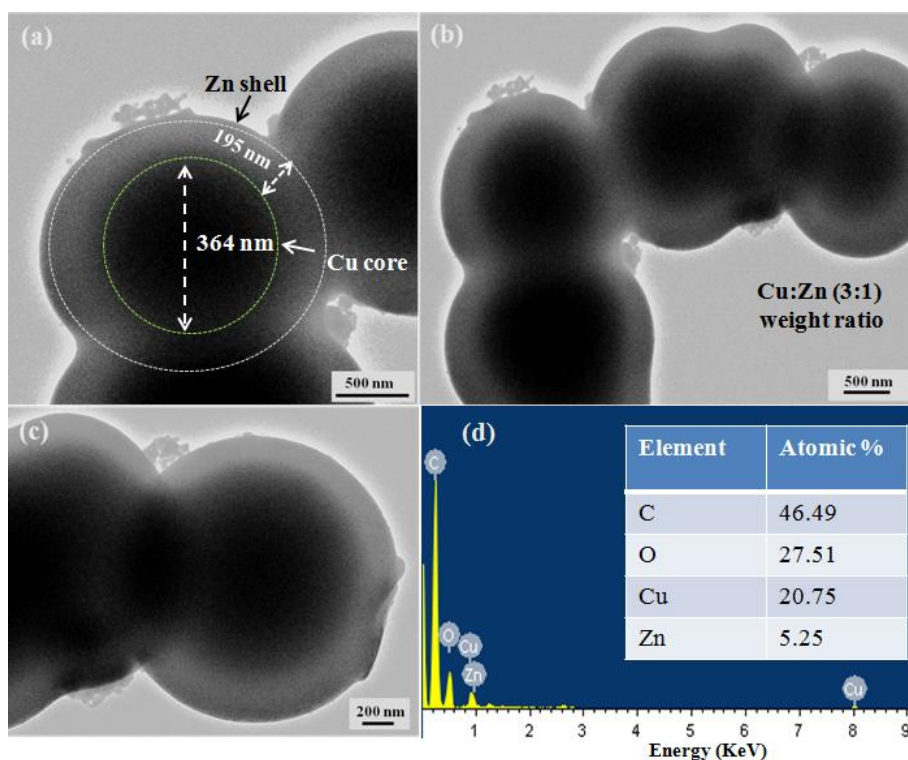 (a)
Zn shell
195 nm
364 nm
Cu core
500 nm
(b)
Cu:Zn (3:1)
weight ratio
500 nm
(c)
200 nm
(d)
C
O
Cu
Zn
Cu
Element Atomic %
C 46.49
O 27.51
Cu 20.75
Zn 5.25
1 2 3 4 5 6 7 8 9
Energy (KeV)